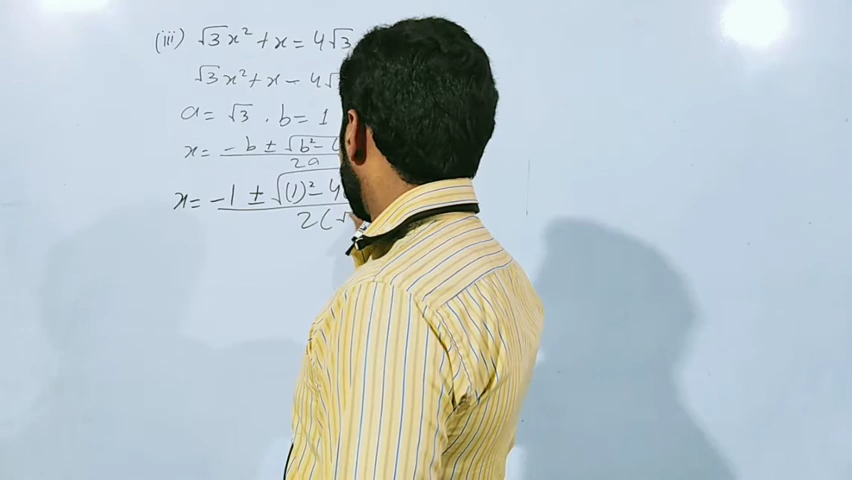 (iii) √3x² + x = 4√3
√3x² + x - 4√
a = √3 . b = 1
x = -b ± √b² - / 2a
x = -1 ± √(1)² - 4 / 2(√